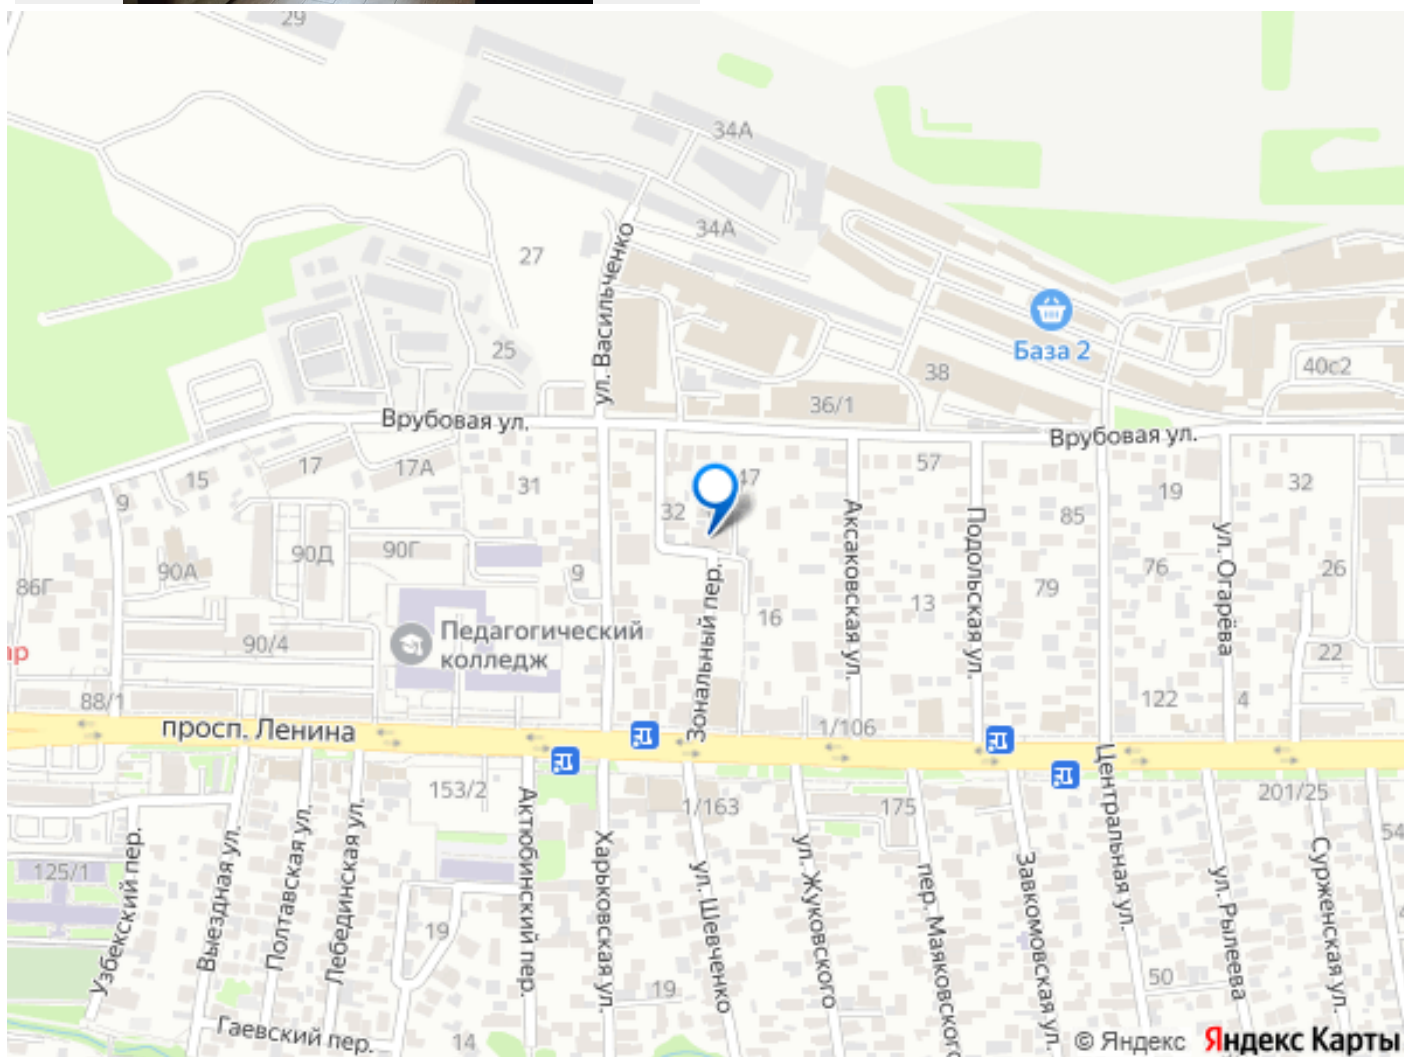 29
34А
34А
27
ул. Васильченко
25
База 2
40с2
38
36/1
Врубовая ул.
Врубовая ул.
17
17А
15
9
31
47
57
32
19
32
85
Аксаковская ул.
Подольская ул.
ул. Огарёва
90Д
90Г
90А
86Г
9
76
26
79
13
16
Зональный пер.
Педагогический
колледж
90/4
22
ар
88/1
122
4
1/106
просп. Ленина
Центральная ул.
153/2
1/163
175
201/25
54
Актюбинский пер.
Харьковская ул.
ул. Шевченко
ул. Жуковского
пер. Маяковского
Завкомовская ул.
ул. Рылеева
Сурженская ул.
125/1
Узбекский пер.
Выездная ул.
Полтавская ул.
Лебединская ул.
19
19
50
Гаевский пер.
14
© Яндекс Яндекс Карты